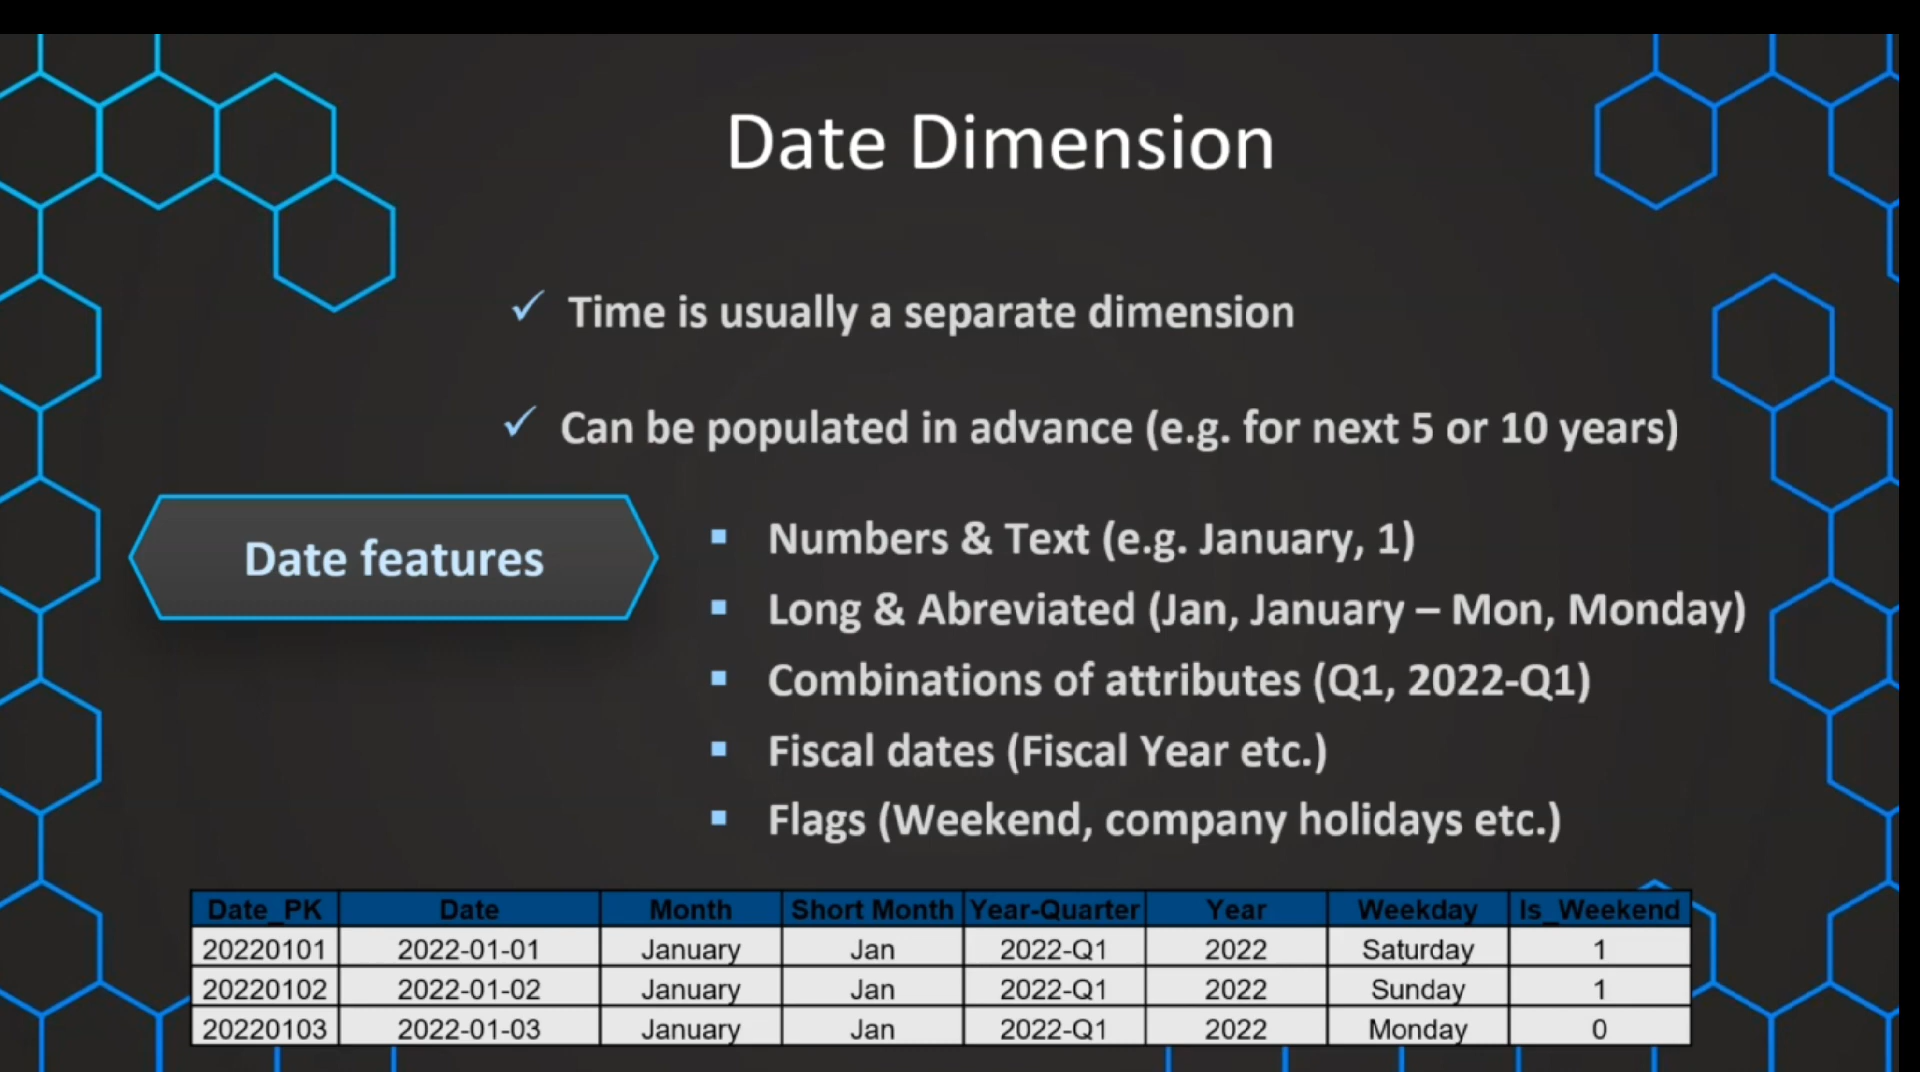 Date Dimension
✓ Time is usually a separate dimension
✓ Can be populated in advance (e.g. for next 5 or 10 years)
Date features
▪ Numbers & Text (e.g. January, 1)
▪ Long & Abreviated (Jan, January – Mon, Monday)
▪ Combinations of attributes (Q1, 2022-Q1)
▪ Fiscal dates (Fiscal Year etc.)
▪ Flags (Weekend, company holidays etc.)
Date_PK Date Month Short Month Year-Quarter Year Weekday Is_Weekend
20220101 2022-01-01 January Jan 2022-Q1 2022 Saturday 1
20220102 2022-01-02 January Jan 2022-Q1 2022 Sunday 1
20220103 2022-01-03 January Jan 2022-Q1 2022 Monday 0